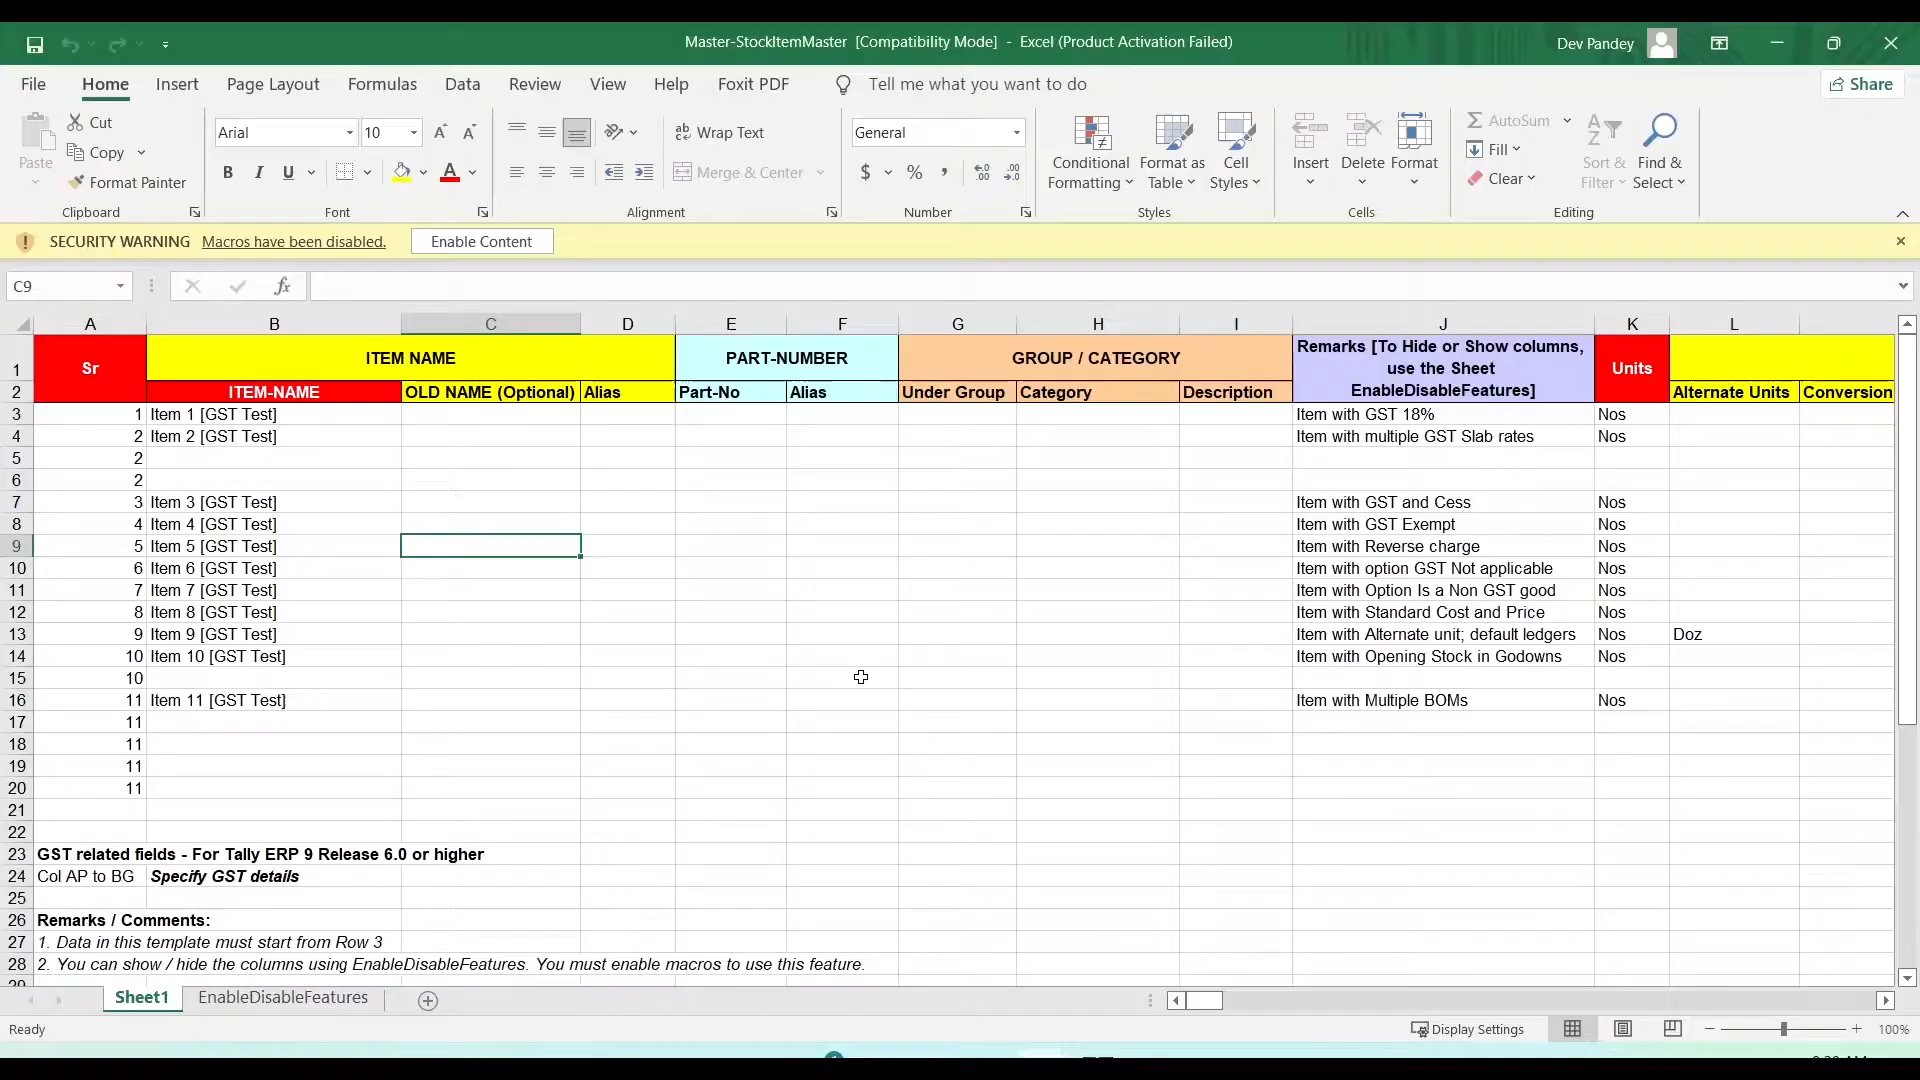 Master-StockItemMaster [Compatibility Mode] - Excel (Product Activation Failed)
Dev Pandey
File Home Insert Page Layout Formulas Data Review View Help Foxit PDF Tell me what you want to do Share
Paste
Cut
Copy
Format Painter
Clipboard
Arial 10 A A
B I U A
Font
ab Wrap Text
Merge & Center
Alignment
General
$ % ,
Number
Conditional Formatting
Format as Table
Cell Styles
Styles
Insert Delete Format
Cells
AutoSum
Fill
Clear
Sort & Filter
Find & Select
Editing
SECURITY WARNING Macros have been disabled. Enable Content
C9 fx
A B C D E F G H I J K L
1 Sr ITEM NAME PART-NUMBER GROUP / CATEGORY Remarks [To Hide or Show columns, use the Sheet EnableDisableFeatures] Units
2 ITEM-NAME OLD NAME (Optional) Alias Part-No Alias Under Group Category Description Alternate Units Conversion
3 1 Item 1 [GST Test] Item with GST 18% Nos
4 2 Item 2 [GST Test] Item with multiple GST Slab rates Nos
5 2
6 2
7 3 Item 3 [GST Test] Item with GST and Cess Nos
8 4 Item 4 [GST Test] Item with GST Exempt Nos
9 5 Item 5 [GST Test] Item with Reverse charge Nos
10 6 Item 6 [GST Test] Item with option GST Not applicable Nos
11 7 Item 7 [GST Test] Item with Option Is a Non GST good Nos
12 8 Item 8 [GST Test] Item with Standard Cost and Price Nos
13 9 Item 9 [GST Test] Item with Alternate unit; default ledgers Nos Doz
14 10 Item 10 [GST Test] Item with Opening Stock in Godowns Nos
15 10
16 11 Item 11 [GST Test] Item with Multiple BOMs Nos
17 11
18 11
19 11
20 11
21
22
23 GST related fields - For Tally ERP 9 Release 6.0 or higher
24 Col AP to BG Specify GST details
25
26 Remarks / Comments:
27 1. Data in this template must start from Row 3
28 2. You can show / hide the columns using EnableDisableFeatures. You must enable macros to use this feature.
Sheet1 EnableDisableFeatures
Ready Display Settings 100%